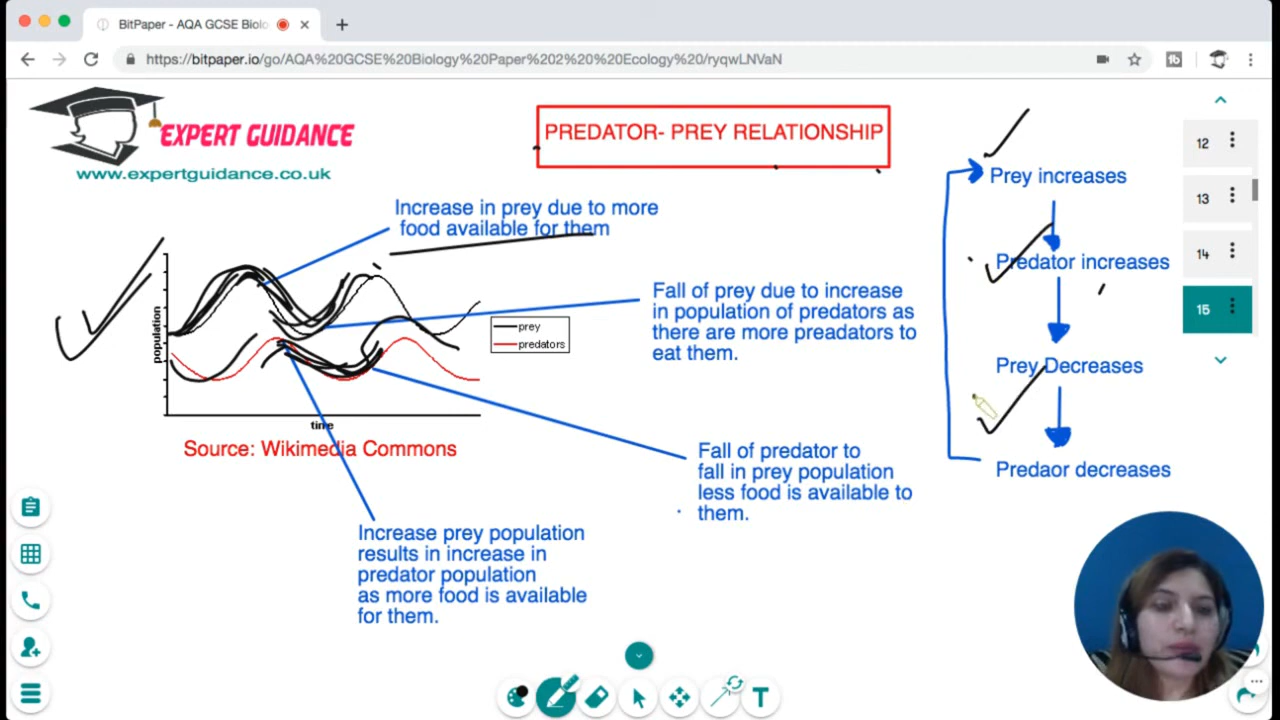 BitPaper - AQA GCSE Biolo
https://bitpaper.io/go/AQA%20GCSE%20Biology%20Paper%202%20%20Ecology%20/ryqwLNVaN
EXPERT GUIDANCE
www.expertguidance.co.uk
PREDATOR- PREY RELATIONSHIP
Increase in prey due to more
food available for them
population
time
prey
predators
Source: Wikimedia Commons
Fall of prey due to increase
in population of predators as
there are more preadators to
eat them.
Fall of predator to
fall in prey population
less food is available to
them.
Increase prey population
results in increase in
predator population
as more food is available
for them.
Prey increases
Predator increases
Prey Decreases
Predaor decreases
12
13
14
15
T